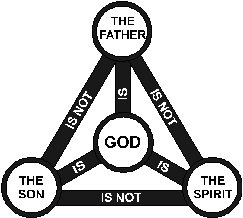 THE
FATHER
IS NOT
IS
IS NOT
GOD
IS
IS
THE
SON
IS NOT
THE
SPIRIT